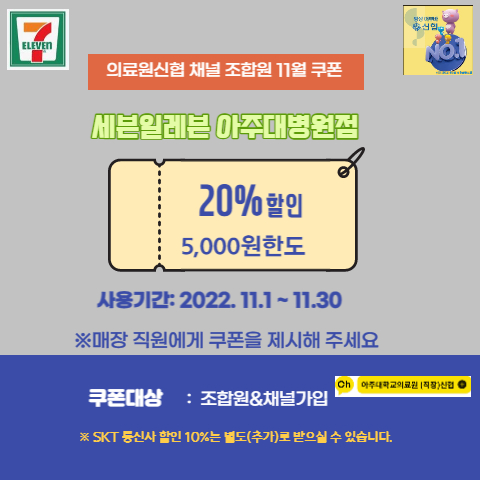 7
ELEVEN
신협
NO.1
의료원신협 채널 조합원 11월 쿠폰
세븐일레븐 아주대병원점
20%할인
5,000원한도
사용기간: 2022. 11.1 ~ 11.30
※매장 직원에게 쿠폰을 제시해 주세요
쿠폰대상 : 조합원&채널가입
Ch 아주대학교의료원 (직장)신협
※ SKT 통신사 할인 10%는 별도(추가)로 받으실 수 있습니다.